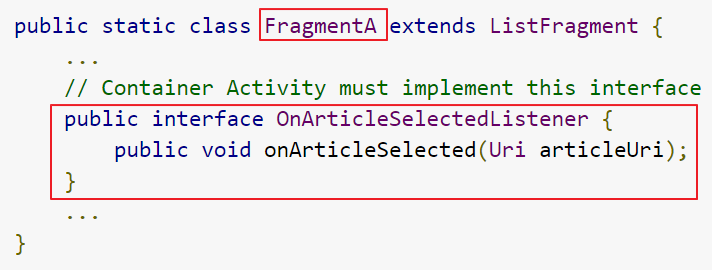 public static class FragmentA extends ListFragment {
    ...
    // Container Activity must implement this interface
    public interface OnArticleSelectedListener {
        public void onArticleSelected(Uri articleUri);
    }
    ...
}